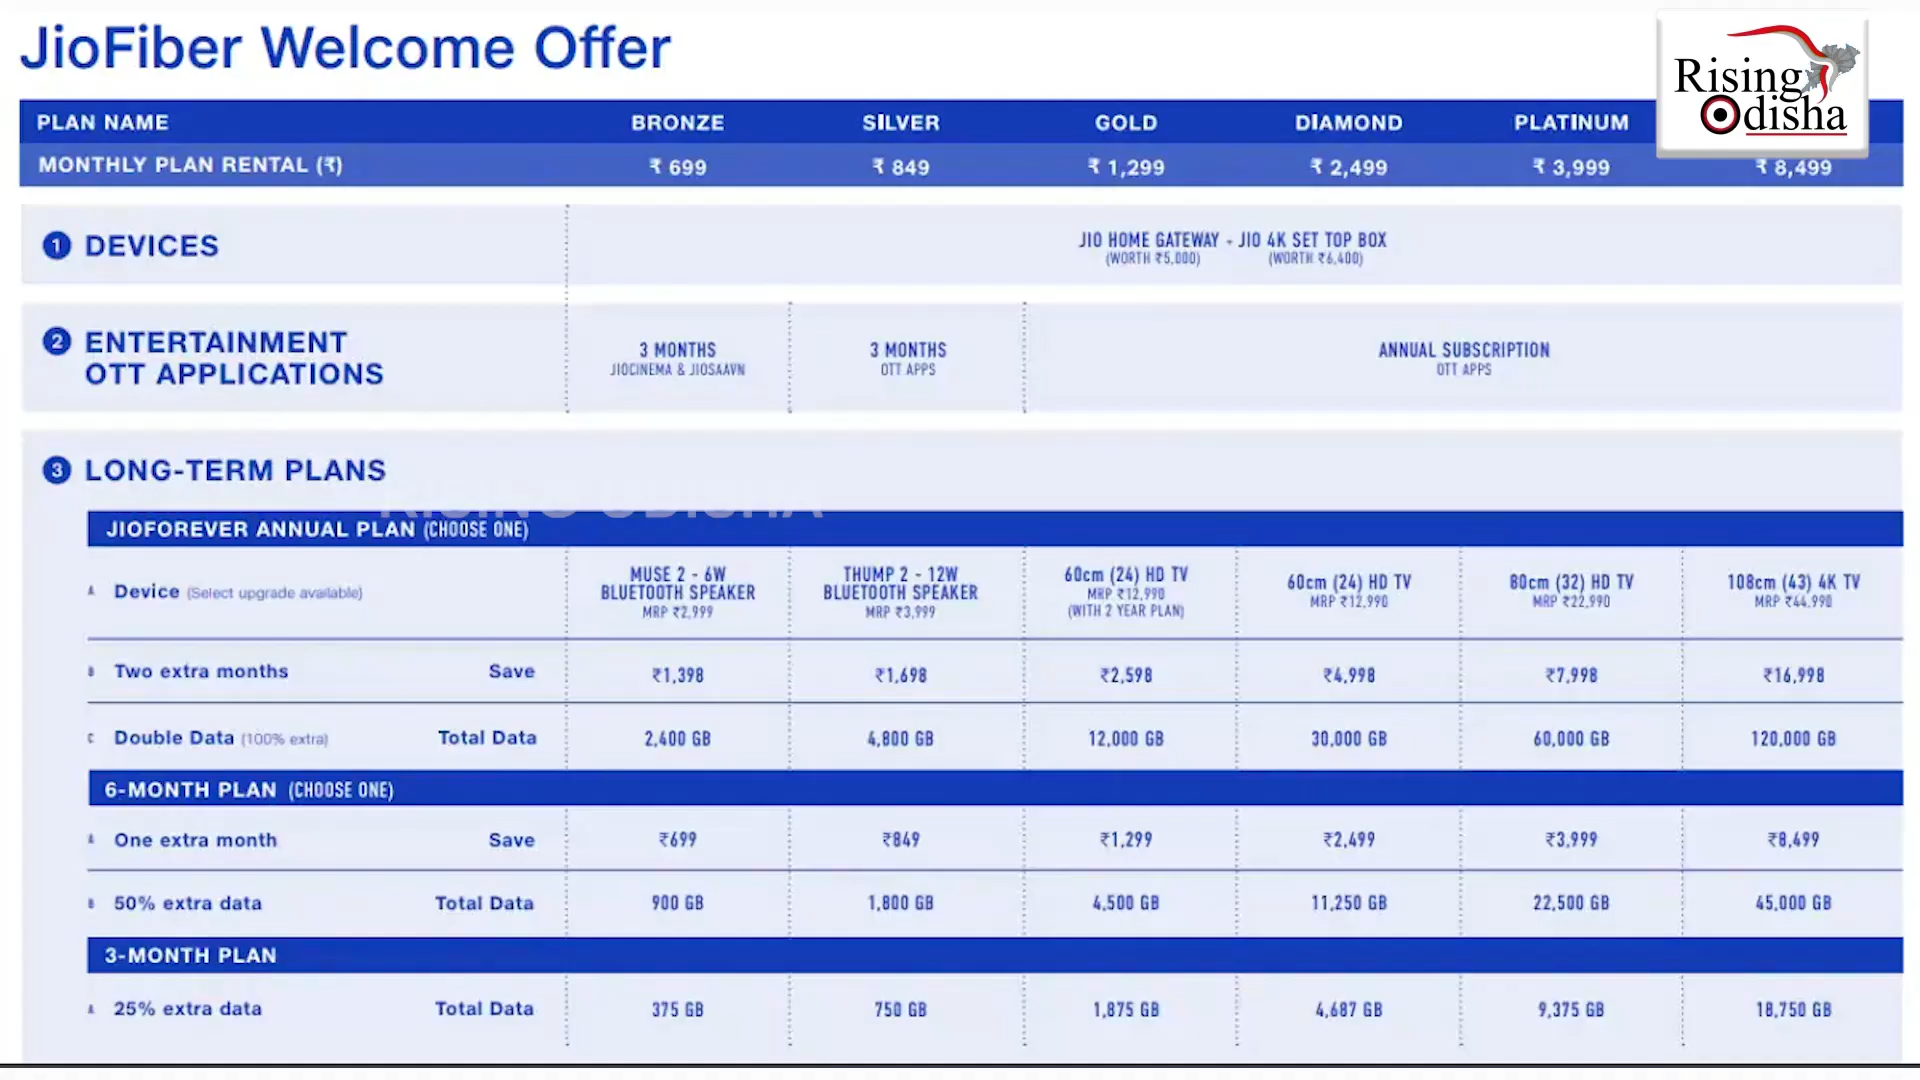 JioFiber Welcome Offer
Rising
Odisha
PLAN NAME BRONZE SILVER GOLD DIAMOND PLATINUM
MONTHLY PLAN RENTAL (₹) ₹ 699 ₹ 849 ₹ 1,299 ₹ 2,499 ₹ 3,999 ₹ 8,499
1 DEVICES
JIO HOME GATEWAY - JIO 4K SET TOP BOX
(WORTH ₹5,000) (WORTH ₹6,400)
2 ENTERTAINMENT
OTT APPLICATIONS
3 MONTHS
JIOCINEMA & JIOSAAVN
3 MONTHS
OTT APPS
ANNUAL SUBSCRIPTION
OTT APPS
3 LONG-TERM PLANS
RISING ODISHA
JIOFOREVER ANNUAL PLAN (CHOOSE ONE)
A Device (Select upgrade available)
MUSE 2 - 6W
BLUETOOTH SPEAKER
MRP ₹2,999
THUMP 2 - 12W
BLUETOOTH SPEAKER
MRP ₹3,999
60cm (24) HD TV
MRP ₹12,990
(WITH 2 YEAR PLAN)
60cm (24) HD TV
MRP ₹12,990
80cm (32) HD TV
MRP ₹22,990
108cm (43) 4K TV
MRP ₹44,990
B Two extra months Save ₹1,398 ₹1,698 ₹2,598 ₹4,998 ₹7,998 ₹16,998
C Double Data (100% extra) Total Data 2,400 GB 4,800 GB 12,000 GB 30,000 GB 60,000 GB 120,000 GB
6-MONTH PLAN (CHOOSE ONE)
A One extra month Save ₹699 ₹849 ₹1,299 ₹2,499 ₹3,999 ₹8,499
B 50% extra data Total Data 900 GB 1,800 GB 4,500 GB 11,250 GB 22,500 GB 45,000 GB
3-MONTH PLAN
A 25% extra data Total Data 375 GB 750 GB 1,875 GB 4,687 GB 9,375 GB 18,750 GB